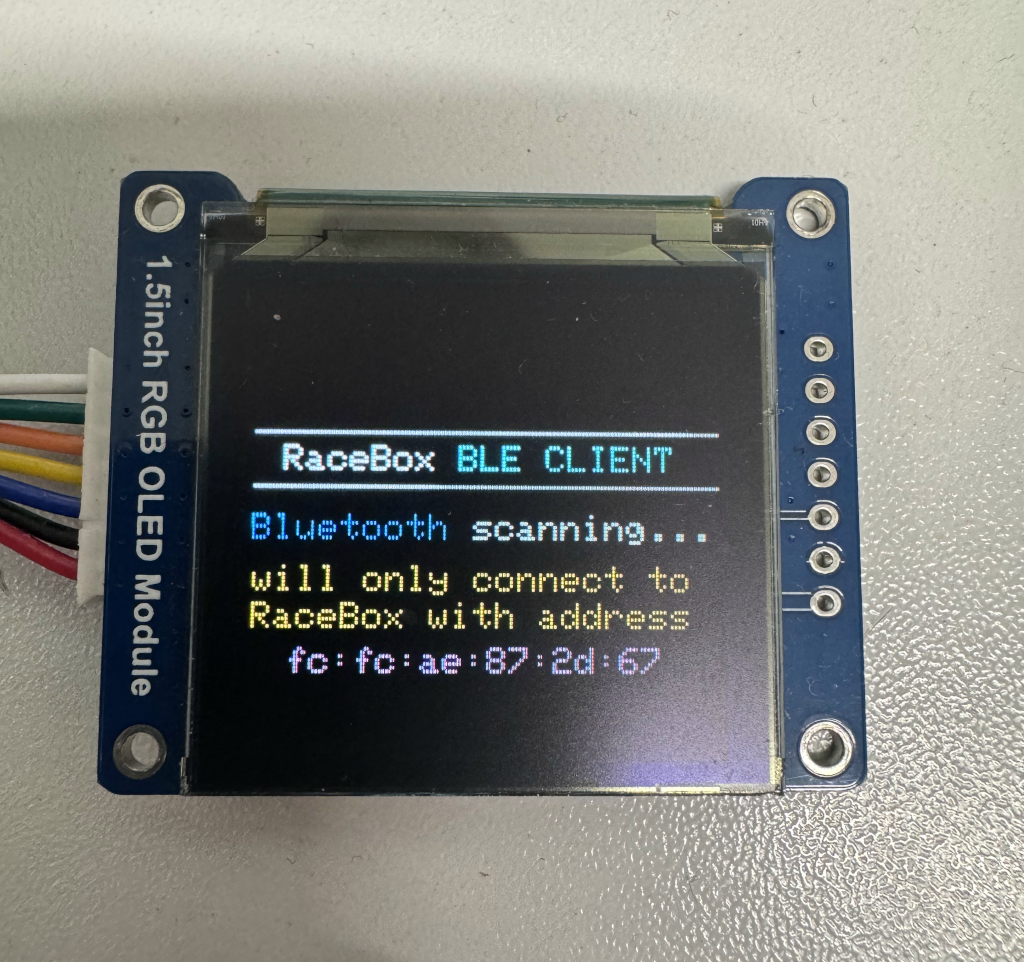 1.5inch RGB OLED Module
RaceBox BLE CLIENT
Bluetooth scanning...
will only connect to
RaceBox with address
fc:fc:ae:87:2d:67